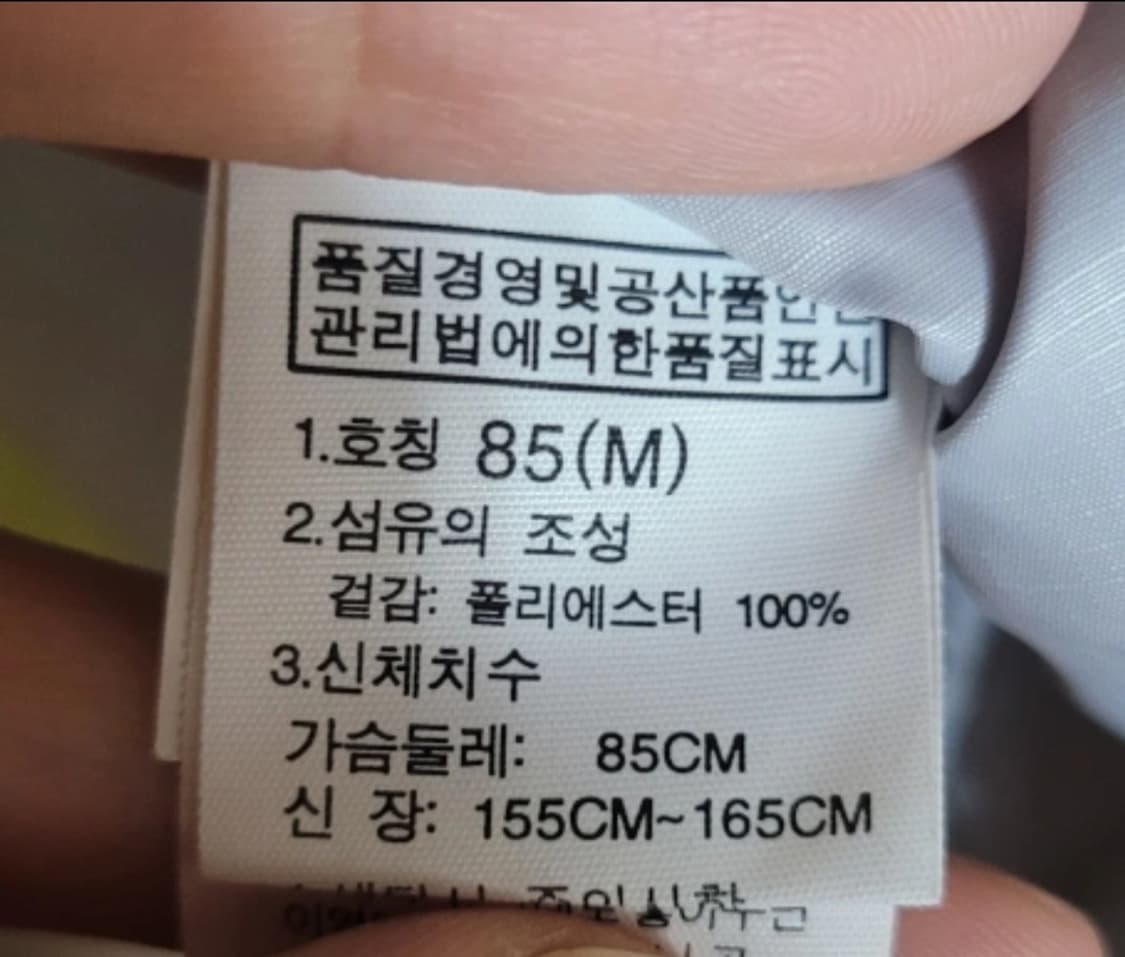 품질경영및공산품안전
관리법에의한품질표시
1.호칭 85(M)
2.섬유의 조성
겉감: 폴리에스터 100%
3.신체치수
가슴둘레: 85CM
신 장: 155CM~165CM